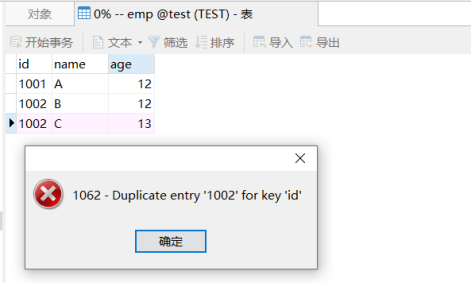 对象 0% -- emp @test (TEST) - 表
开始事务 文本 筛选 排序 导入 导出
id name age
1001 A 12
1002 B 12
1002 C 13
1062 - Duplicate entry '1002' for key 'id'
确定